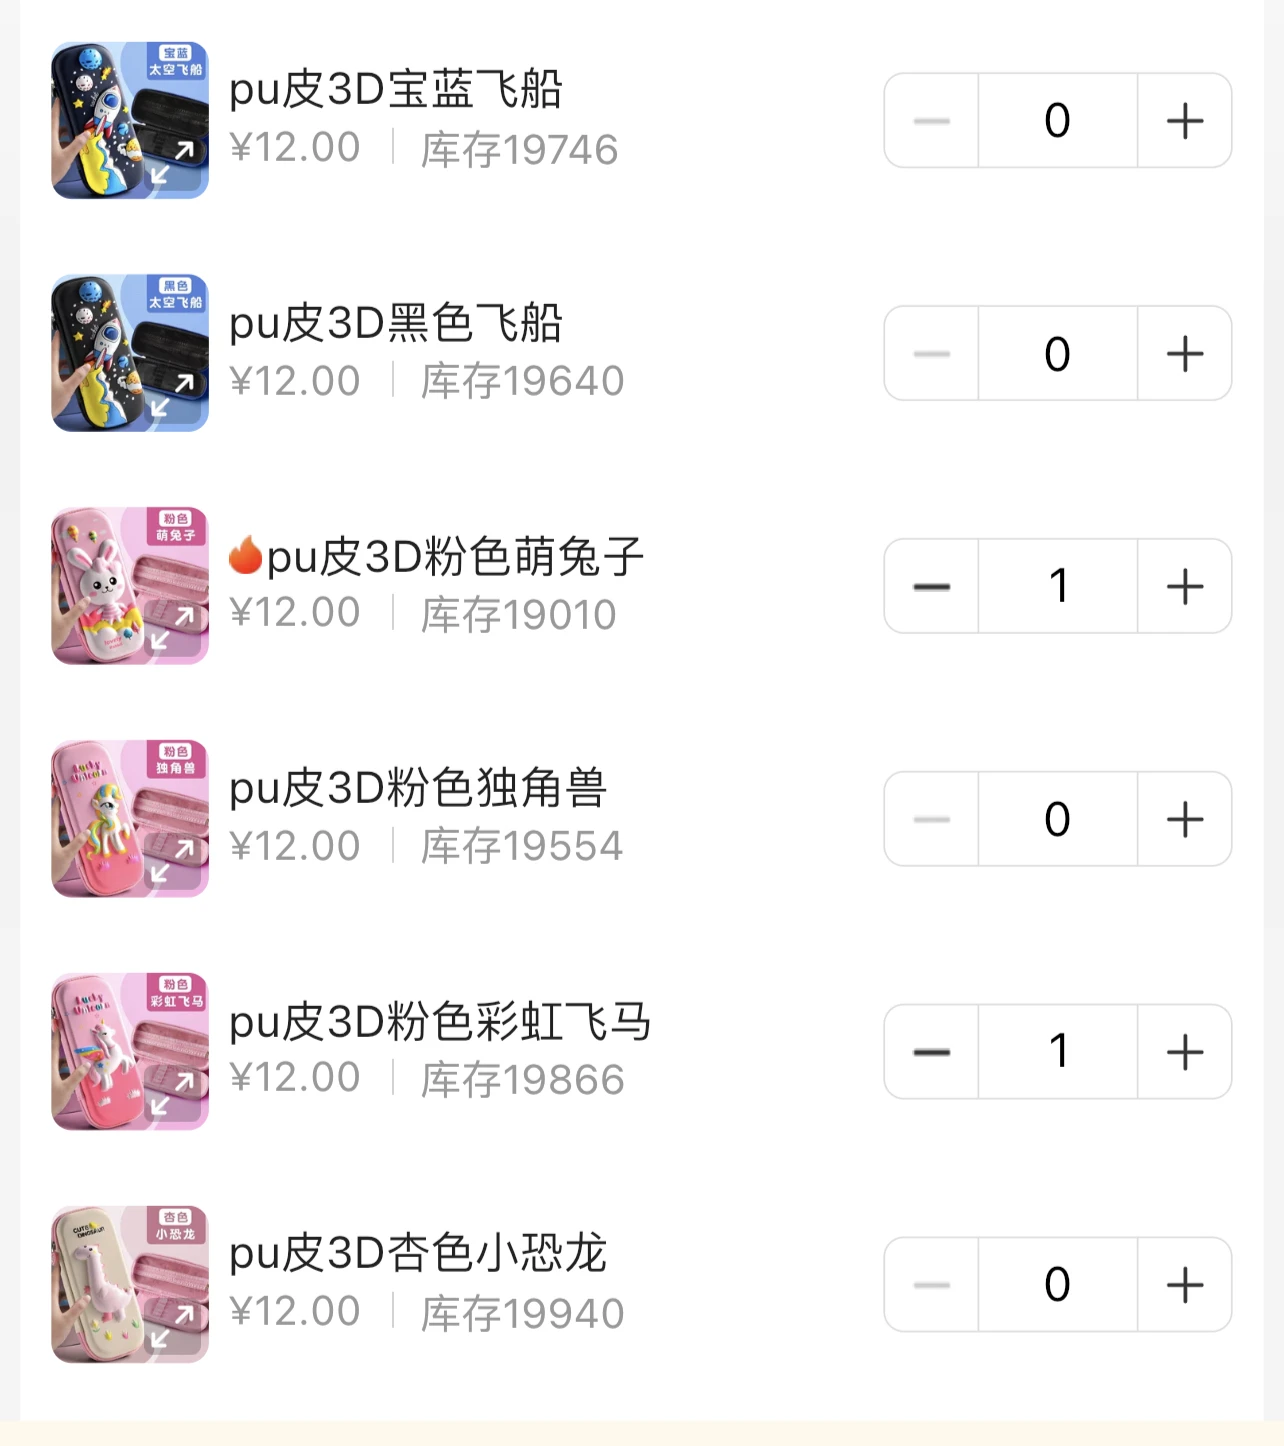 宝蓝
太空飞船
pu皮3D宝蓝飞船
¥12.00 库存19746
0
黑色
太空飞船
pu皮3D黑色飞船
¥12.00 库存19640
0
粉色
萌兔子
🔥pu皮3D粉色萌兔子
¥12.00 库存19010
1
粉色
独角兽
Lucky
Unicorn
pu皮3D粉色独角兽
¥12.00 库存19554
0
粉色
彩虹飞马
Lucky
Unicorn
pu皮3D粉色彩虹飞马
¥12.00 库存19866
1
杏色
小恐龙
CUTE
DINOSAUR
pu皮3D杏色小恐龙
¥12.00 库存19940
0